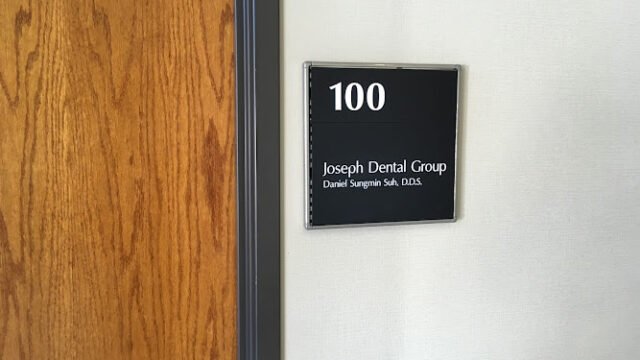 100
Joseph Dental Group
Daniel Sungmin Suh, D.D.S.